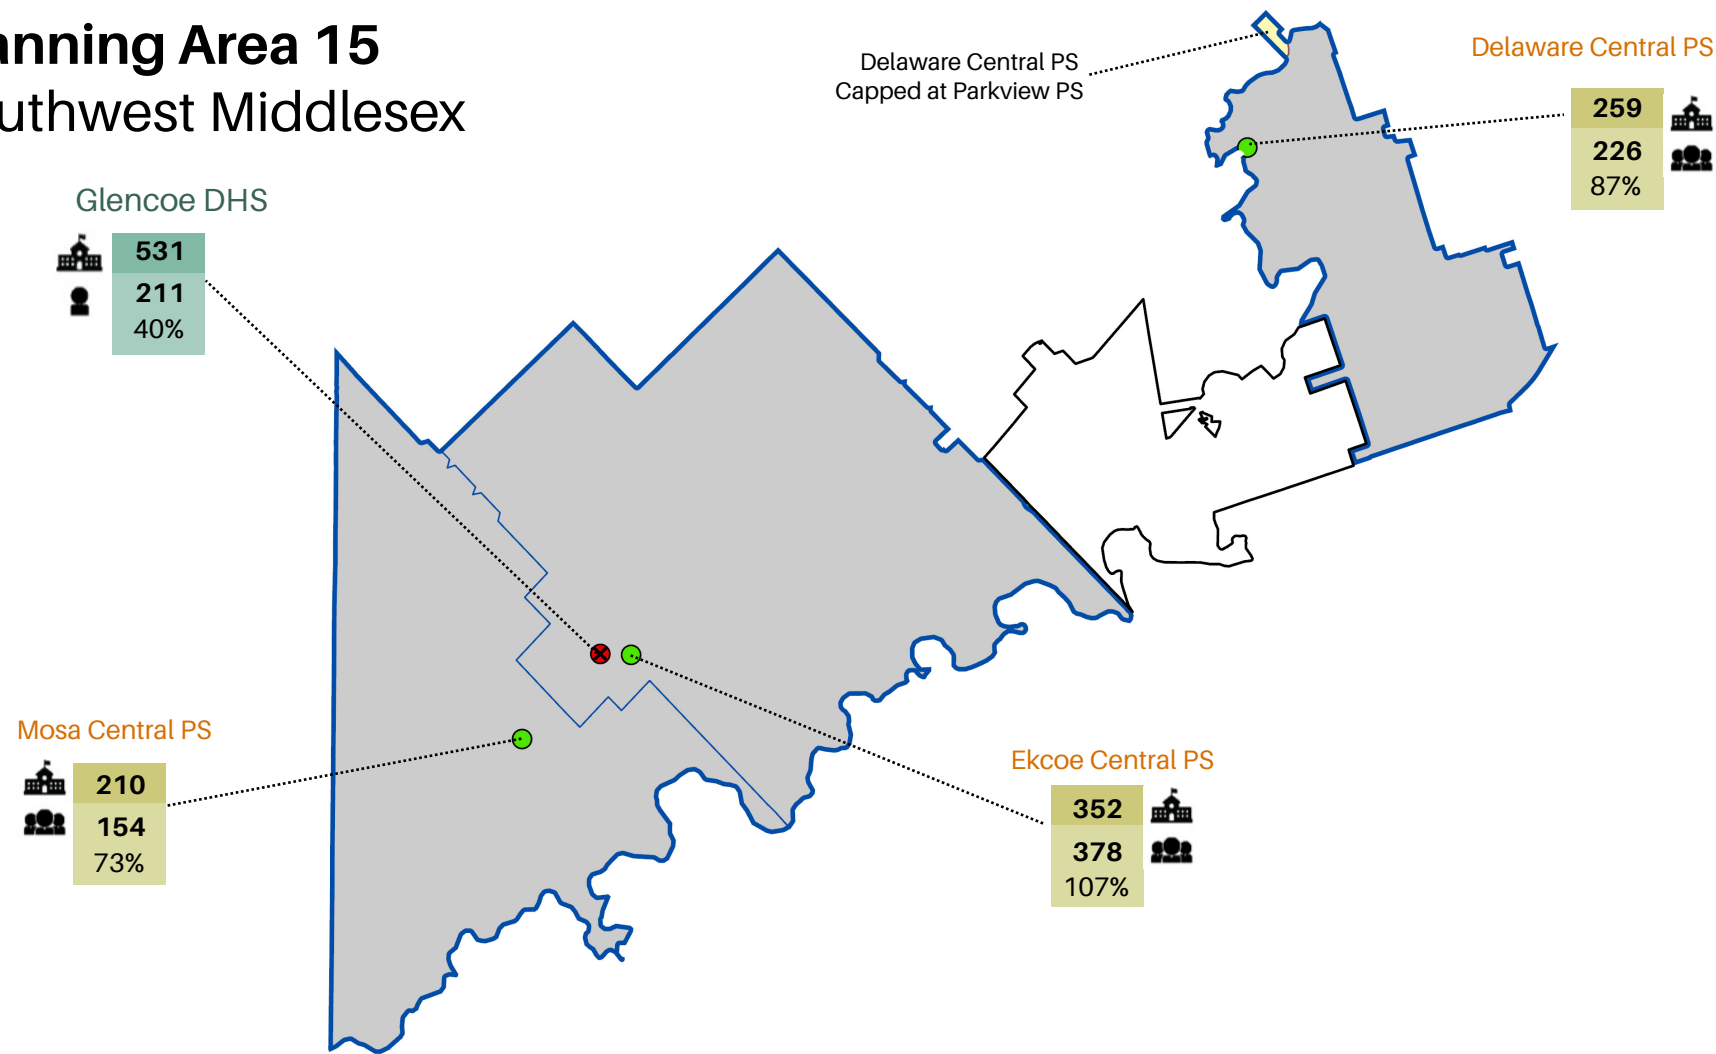 anning Area 15
uthwest Middlesex
Delaware Central PS
Capped at Parkview PS
Delaware Central PS
259
226
87%
Glencoe DHS
531
211
40%
Mosa Central PS
210
154
73%
Ekcoe Central PS
352
378
107%